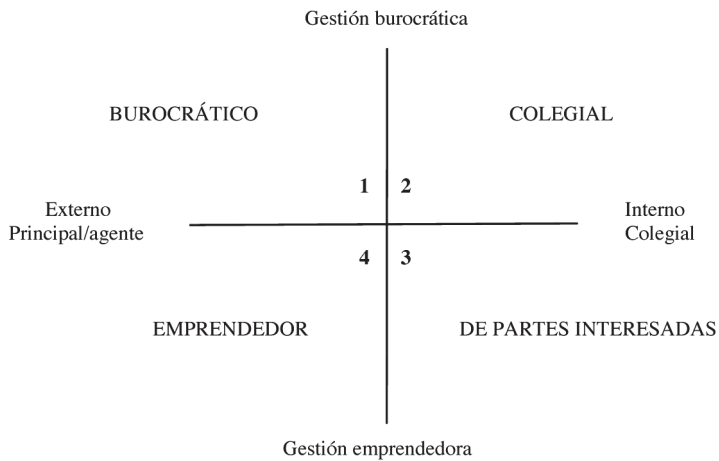 Gestión burocrática
BUROCRÁTICO
COLEGIAL
1
2
Externo
Principal/agente
Interno
Colegial
4
3
EMPRENDEDOR
DE PARTES INTERESADAS
Gestión emprendedora